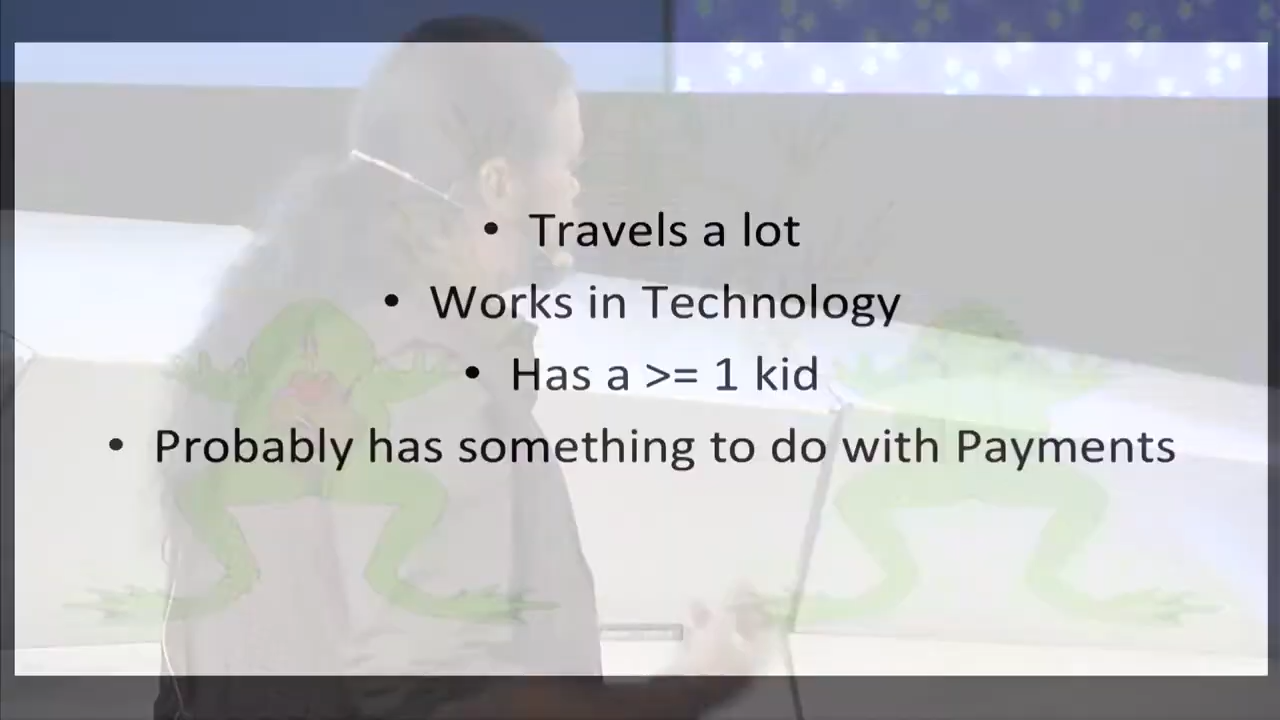 • Travels a lot
• Works in Technology
• Has a >= 1 kid
• Probably has something to do with Payments